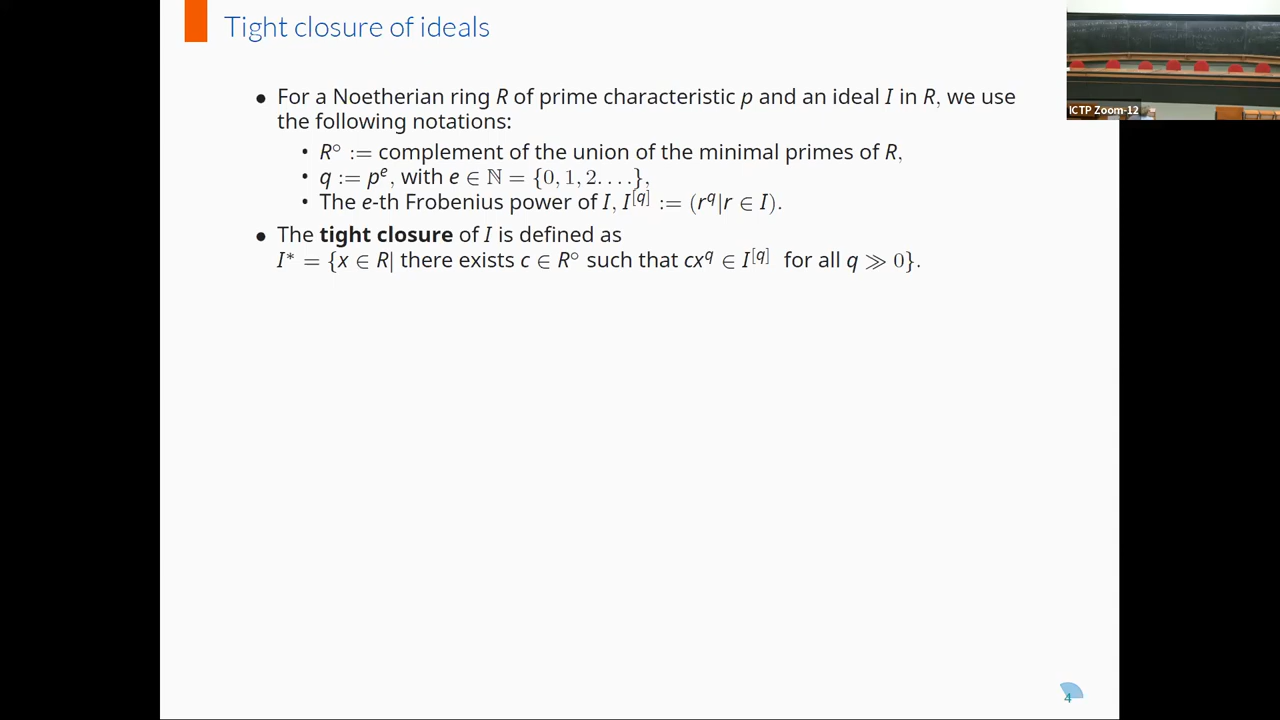 Tight closure of ideals
ICTP Zoom-12
• For a Noetherian ring R of prime characteristic p and an ideal I in R, we use
the following notations:
• R° := complement of the union of the minimal primes of R,
• q := pᵉ, with e ∈ ℕ = {0, 1, 2. . . .},
• The e-th Frobenius power of I, I^[q] := (r^q|r ∈ I).
• The tight closure of I is defined as
I* = {x ∈ R| there exists c ∈ R° such that cx^q ∈ I^[q] for all q ≫ 0}.
4